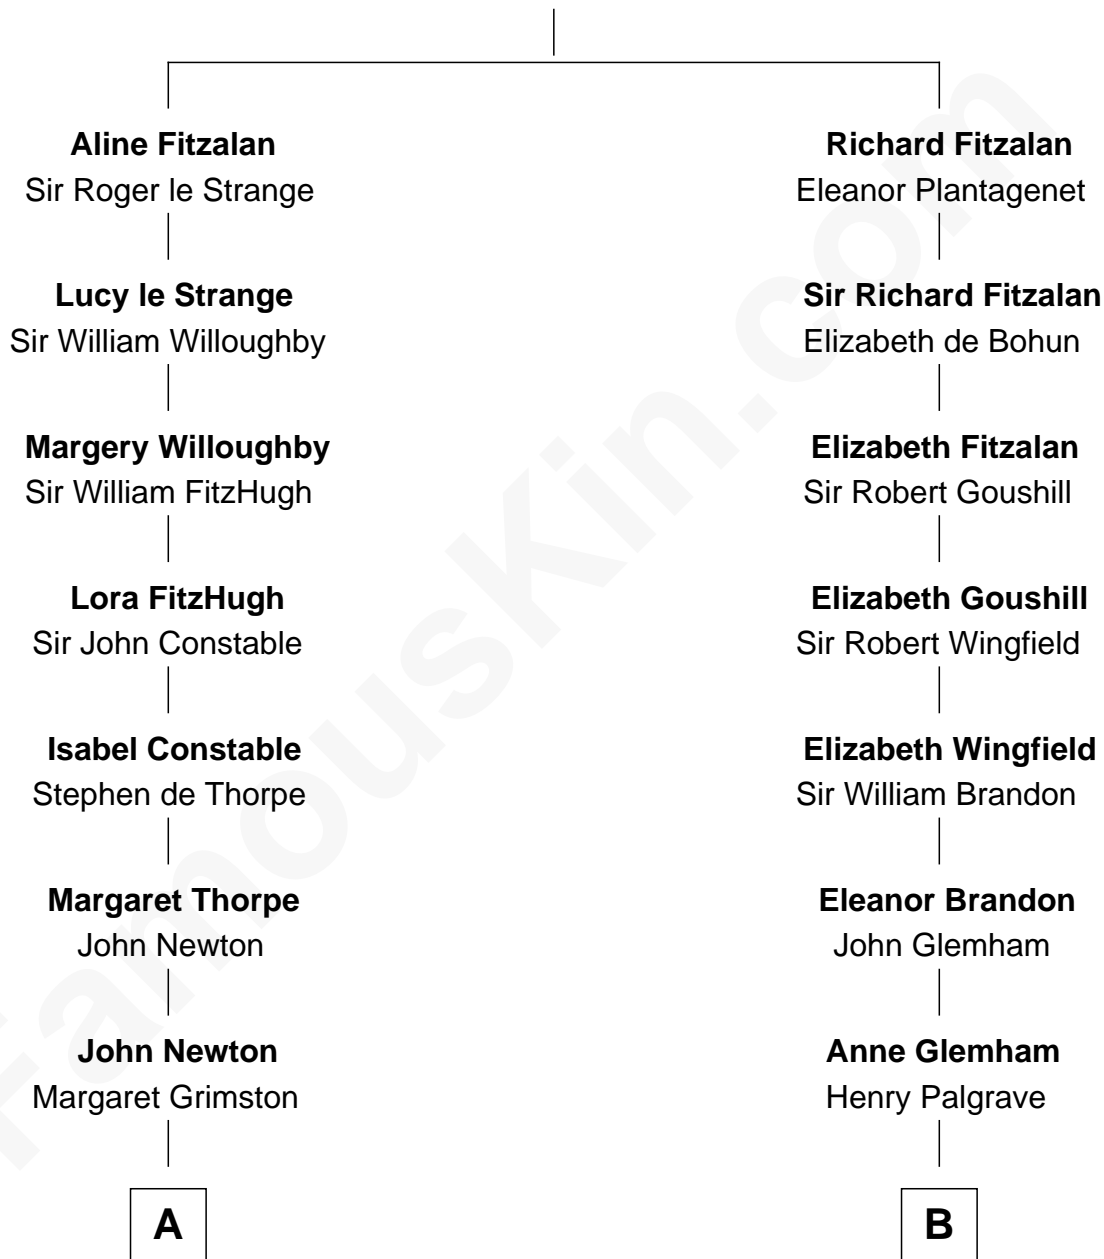 Aline Fitzalan
Sir Roger le Strange
Lucy le Strange
Sir William Willoughby
Margery Willoughby
Sir William FitzHugh
Lora FitzHugh
Sir John Constable
Isabel Constable
Stephen de Thorpe
Margaret Thorpe
John Newton
John Newton
Margaret Grimston
A
Richard Fitzalan
Eleanor Plantagenet
Sir Richard Fitzalan
Elizabeth de Bohun
Elizabeth Fitzalan
Sir Robert Goushill
Elizabeth Goushill
Sir Robert Wingfield
Elizabeth Wingfield
Sir William Brandon
Eleanor Brandon
John Glemham
Anne Glemham
Henry Palgrave
B
FamousKin.com